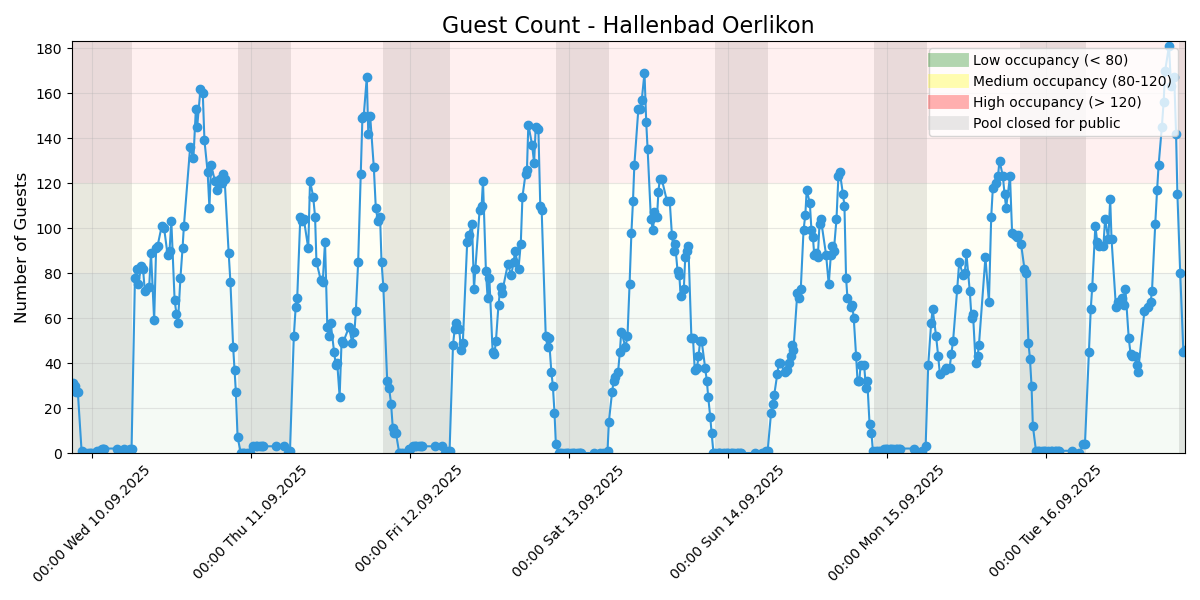 Guest Count - Hallenbad Oerlikon
Number of Guests
180
160
140
120
100
80
60
40
20
0
Low occupancy (< 80)
Medium occupancy (80-120)
High occupancy (> 120)
Pool closed for public
00:00 Wed 10.09.2025
00:00 Thu 11.09.2025
00:00 Fri 12.09.2025
00:00 Sat 13.09.2025
00:00 Sun 14.09.2025
00:00 Mon 15.09.2025
00:00 Tue 16.09.2025